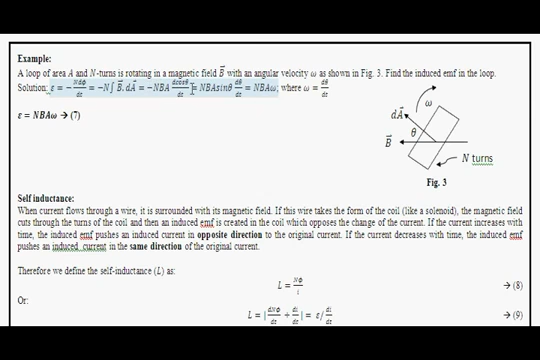 Example:
A loop of area A and N-turns is rotating in a magnetic field B⃗ with an angular velocity ω as shown in Fig. 3. Find the induced emf in the loop.
Solution: ε = −Ndϕ/dt = −N∫ B⃗. dA⃗ = −NBA dcosθ/dt = NBAsinθ dθ/dt = NBAω; where ω = dθ/dt
ε = NBAω → (7)
ω
dA⃗
θ
B⃗
N turns
Fig. 3
Self inductance:
When current flows through a wire, it is surrounded with its magnetic field. If this wire takes the form of the coil (like a solenoid), the magnetic field
cuts through the turns of the coil and then an induced emf is created in the coil which opposes the change of the current. If the current increases with
time, the induced emf pushes an induced current in opposite direction to the original current. If the current decreases with time, the induced emf
pushes an induced current in the same direction of the original current.
Therefore we define the self-inductance (L) as:
L = Nϕ/i → (8)
Or:
L = |dNϕ/dt ÷ di/dt| = ε/ di/dt → (9)